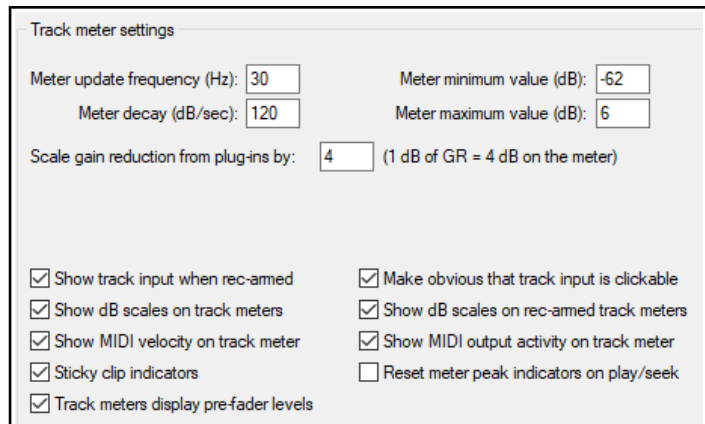 Track meter settings
Meter update frequency (Hz): 30 Meter minimum value (dB): -62
Meter decay (dB/sec): 120 Meter maximum value (dB): 6
Scale gain reduction from plug-ins by: 4 (1 dB of GR = 4 dB on the meter)
Show track input when rec-armed Make obvious that track input is clickable
Show dB scales on track meters Show dB scales on rec-armed track meters
Show MIDI velocity on track meter Show MIDI output activity on track meter
Sticky clip indicators Reset meter peak indicators on play/seek
Track meters display pre-fader levels